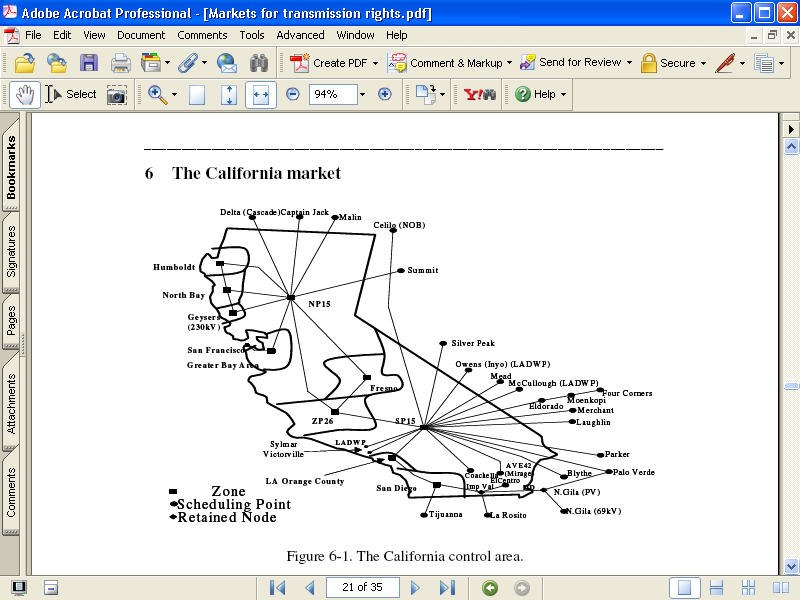 Adobe Acrobat Professional - [Markets for transmission rights.pdf]
File Edit View Document Comments Tools Advanced Window Help
Create PDF Comment & Markup Send for Review Secure
Select 94% Y! Help
Bookmarks
Signatures
Pages
Attachments
Comments
6 The California market
Delta (Cascade) Captain Jack
Malin
Celilo (NOB)
Humboldt
Summit
North Bay
NP15
Geysers
(230kV)
San Francisco
Silver Peak
Greater Bay Area
Owens (Inyo) (LADWP)
Mead
McCullough (LADWP)
Fresno
Four Corners
Moenkopi
Eldorado
Merchant
ZP26
SP15
Laughlin
Sylmar
LADWP
Victorville
Parker
AVE42
(Mirage)
Coachella
Blythe
Palo Verde
LA Orange County
ElCentro
San Diego
Imp Val
N.Gila (PV)
Zone
Scheduling Point
Retained Node
Tijuanna
La Rosito
N.Gila (69kV)
Figure 6-1. The California control area.
21 of 35